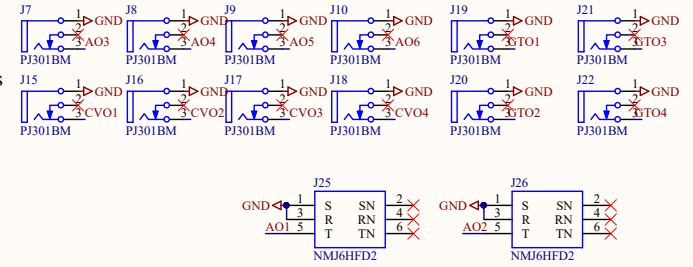 J7 J8 J9 J10 J19 J21
1 GND 1 GND 1 GND 1 GND 1 GND 1 GND
2 2 2 2 2 2
3 AO3 3 AO4 3 AO5 3 AO6 3 GTO1 3 GTO3
PJ301BM PJ301BM PJ301BM PJ301BM PJ301BM PJ301BM
s
J15 J16 J17 J18 J20 J22
1 GND 1 GND 1 GND 1 GND 1 GND 1 GND
2 2 2 2 2 2
3 CVO1 3 CVO2 3 CVO3 3 CVO4 3 GTO2 3 GTO4
PJ301BM PJ301BM PJ301BM PJ301BM PJ301BM PJ301BM
J25 J26
GND 1 S SN 2 GND 1 S SN 2
3 R RN 4 3 R RN 4
AO1 5 T TN 6 AO2 5 T TN 6
NMJ6HFD2 NMJ6HFD2